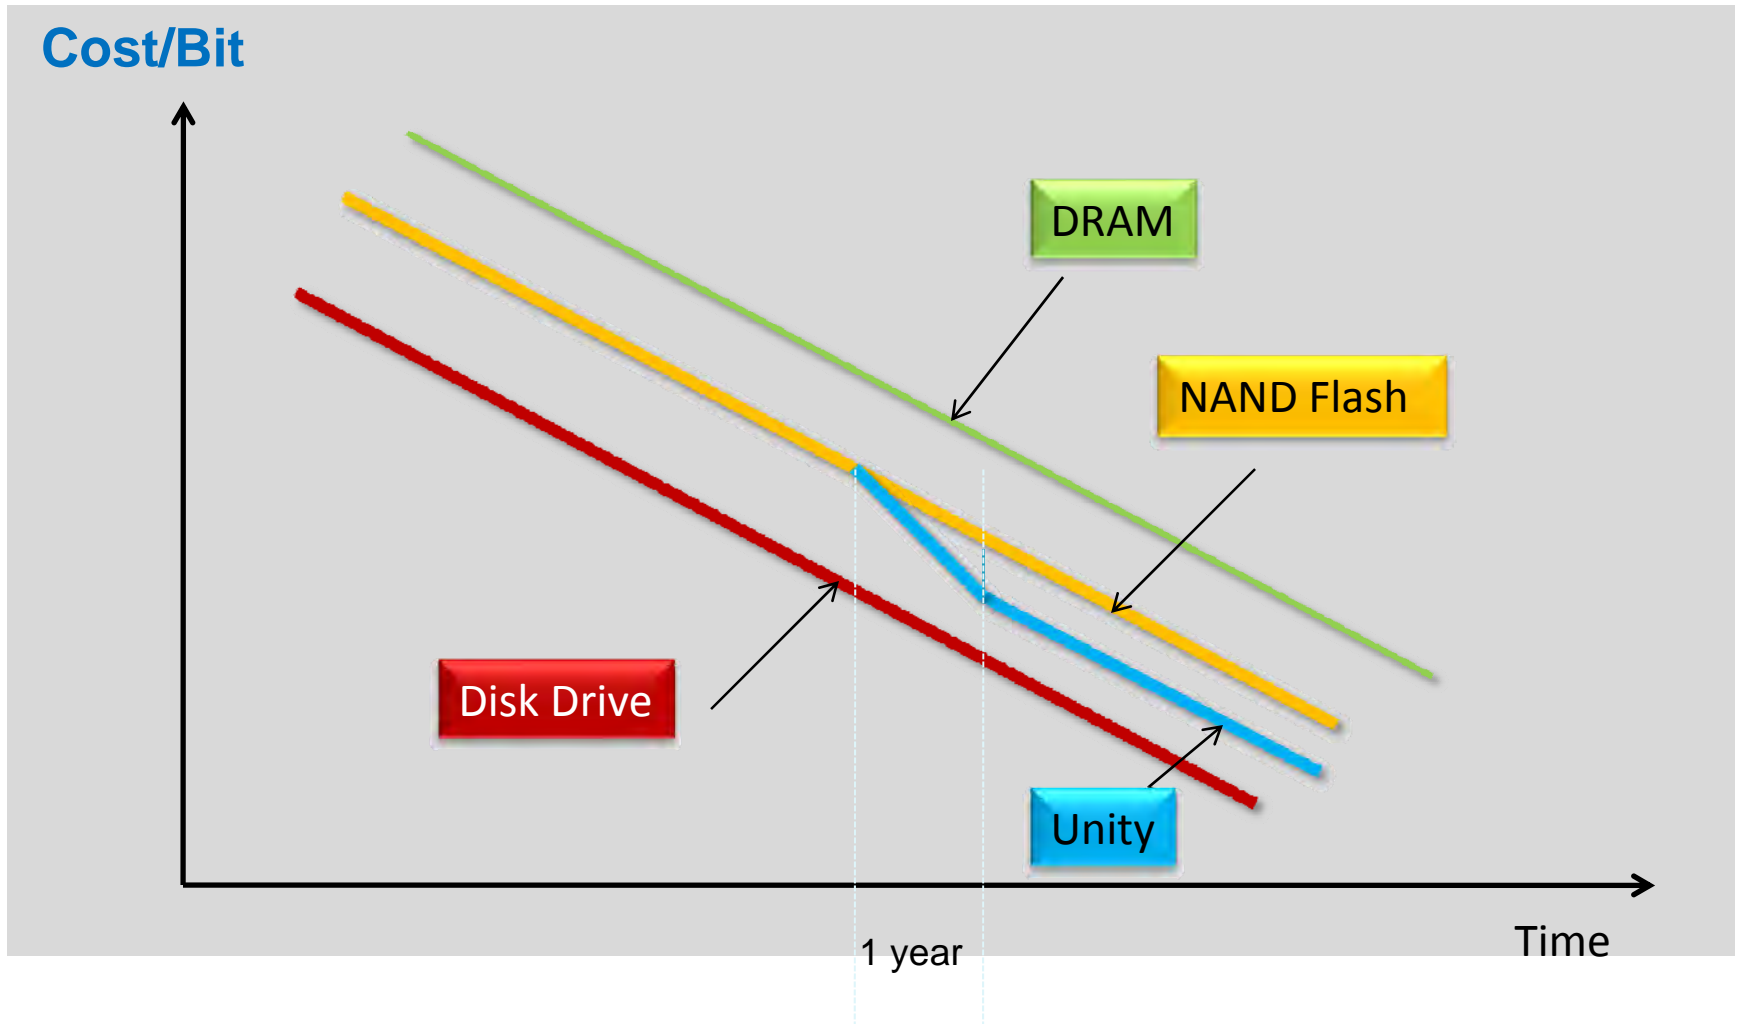 Cost/Bit
DRAM
NAND Flash
Disk Drive
Unity
1 year
Time